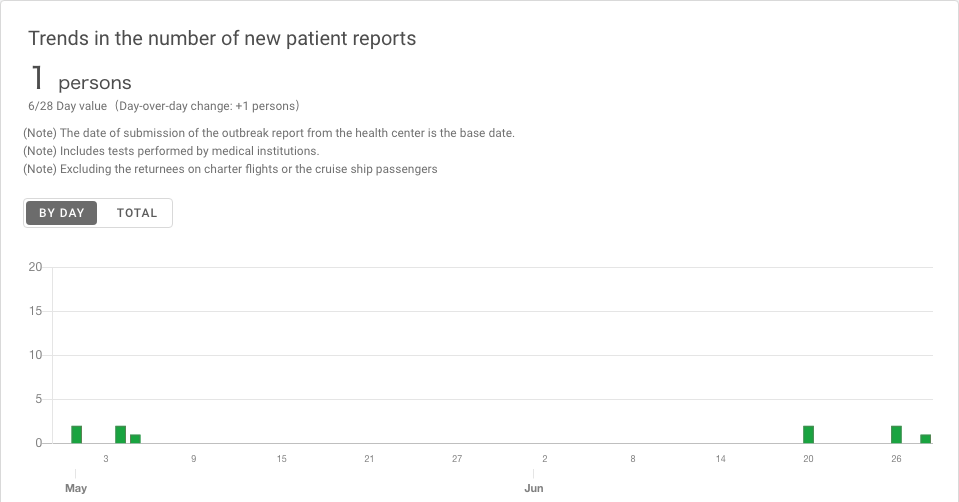 Trends in the number of new patient reports
1 persons
6/28 Day value（Day-over-day change: +1 persons）
(Note) The date of submission of the outbreak report from the health center is the base date.
(Note) Includes tests performed by medical institutions.
(Note) Excluding the returnees on charter flights or the cruise ship passengers
BY DAY TOTAL
20
15
10
5
0
3 9 15 21 27 2 8 14 20 26
May Jun